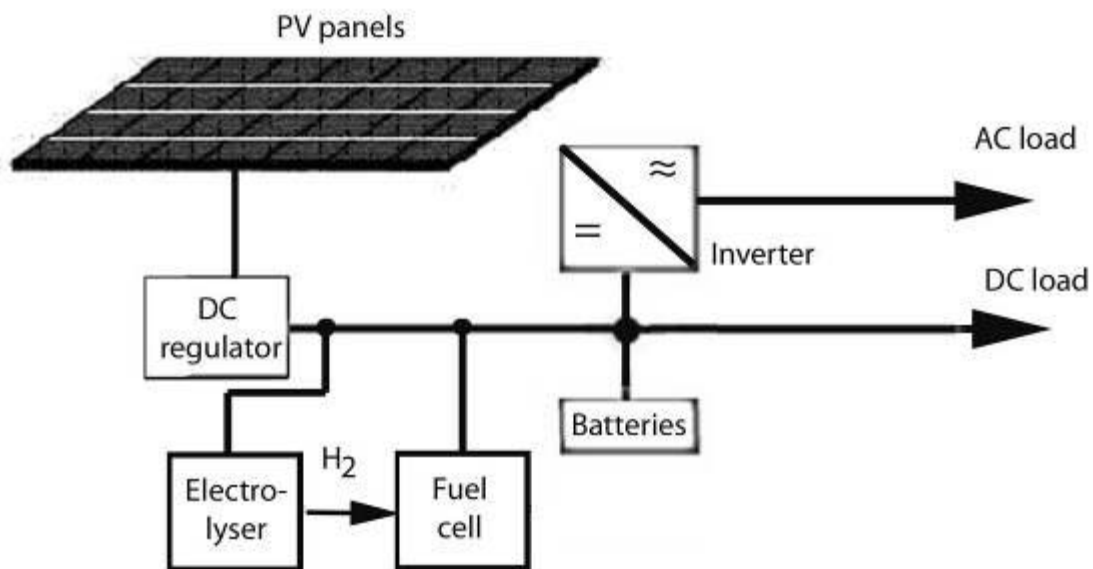 PV panels
AC load
≈
=
Inverter
DC load
DC
regulator
Batteries
H2
Electro-
lyser
Fuel
cell